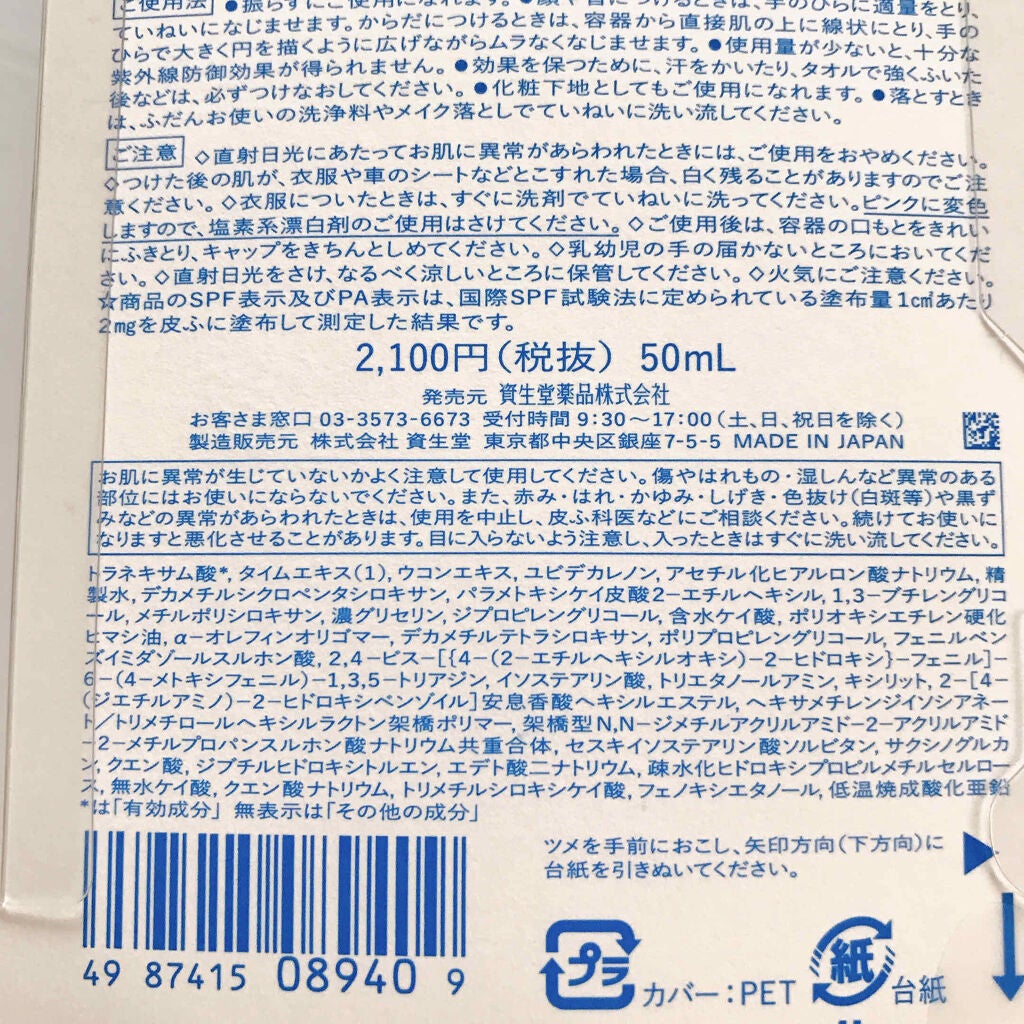 ご使用法 ●振らずにご使用になれます。●顔や首につけるときは、手のひらに適量をとり、
ていねいになじませます。からだにつけるときは、容器から直接肌の上に線状にとり、手の
ひらで大きく円を描くように広げながらムラなくなじませます。●使用量が少ないと、十分な
紫外線防御効果が得られません。●効果を保つために、汗をかいたり、タオルで強くふいた
後などは、必ずつけなおしてください。●化粧下地としてもご使用になれます。●落とすとき
は、ふだんお使いの洗浄料やメイク落としでていねいに洗い流してください。
ご注意 ◇直射日光にあたってお肌に異常があらわれたときには、ご使用をおやめください。
◇つけた後の肌が、衣服や車のシートなどとこすれた場合、白く残ることがありますのでご注
意ください。◇衣服についたときは、すぐに洗剤でていねいに洗ってください。ピンクに変色
しますので、塩素系漂白剤のご使用はさけてください。◇ご使用後は、容器の口もとをきれい
にふきとり、キャップをきちんとしめてください。◇乳幼児の手の届かないところにおいてくだ
さい。◇直射日光をさけ、なるべく涼しいところに保管してください。◇火気にご注意ください。
☆商品のSPF表示及びPA表示は、国際SPF試験法に定められている塗布量1c㎡あたり
2mgを皮ふに塗布して測定した結果です。
2,100円(税抜) 50mL
発売元 資生堂薬品株式会社
お客さま窓口 03-3573-6673 受付時間 9:30~17:00(土、日、祝日を除く)
製造販売元 株式会社 資生堂 東京都中央区銀座7-5-5 MADE IN JAPAN
お肌に異常が生じていないかよく注意して使用してください。傷やはれもの・湿しんなど異常のある
部位にはお使いにならないでください。また、赤み・はれ・かゆみ・しげき・色抜け(白斑等)や黒ず
みなどの異常があらわれたときは、使用を中止し、皮ふ科医などにご相談ください。続けてお使いに
なりますと悪化させることがあります。目に入らないよう注意し、入ったときはすぐに洗い流してください。
トラネキサム酸*, タイムエキス(1), ウコンエキス, ユビデカレノン, アセチル化ヒアルロン酸ナトリウム, 精
製水, デカメチルシクロペンタシロキサン, パラメトキシケイ皮酸2-エチルヘキシル, 1,3-ブチレングリコ
ール, メチルポリシロキサン, 濃グリセリン, ジプロピレングリコール, 含水ケイ酸, ポリオキシエチレン硬化
ヒマシ油, α-オレフィンオリゴマー, デカメチルテトラシロキサン, ポリプロピレングリコール, フェニルベン
ズイミダゾールスルホン酸, 2,4-ビス-[{4-(2-エチルヘキシルオキシ)-2-ヒドロキシ}-フェニル]-
6-(4-メトキシフェニル)-1,3,5-トリアジン, イソステアリン酸, トリエタノールアミン, キシリット, 2-[4-
(ジエチルアミノ)-2-ヒドロキシベンゾイル]安息香酸ヘキシルエステル, ヘキサメチレンジイソシアネー
ト/トリメチロールヘキシルラクトン架橋ポリマー, 架橋型N,N-ジメチルアクリルアミド-2-アクリルアミド
-2-メチルプロパンスルホン酸ナトリウム共重合体, セスキイソステアリン酸ソルビタン, サクシノグルカ
ン, クエン酸, ジブチルヒドロキシトルエン, エデト酸二ナトリウム, 疎水化ヒドロキシプロピルメチルセルロー
ス, 無水ケイ酸, クエン酸ナトリウム, トリメチルシロキシケイ酸, フェノキシエタノール, 低温焼成酸化亜鉛
*は「有効成分」 無表示は「その他の成分」
ツメを手前におこし、矢印方向(下方向)に
台紙を引きぬいてください。
49 87415 08940 9
プラ カバー:PET 紙 台紙